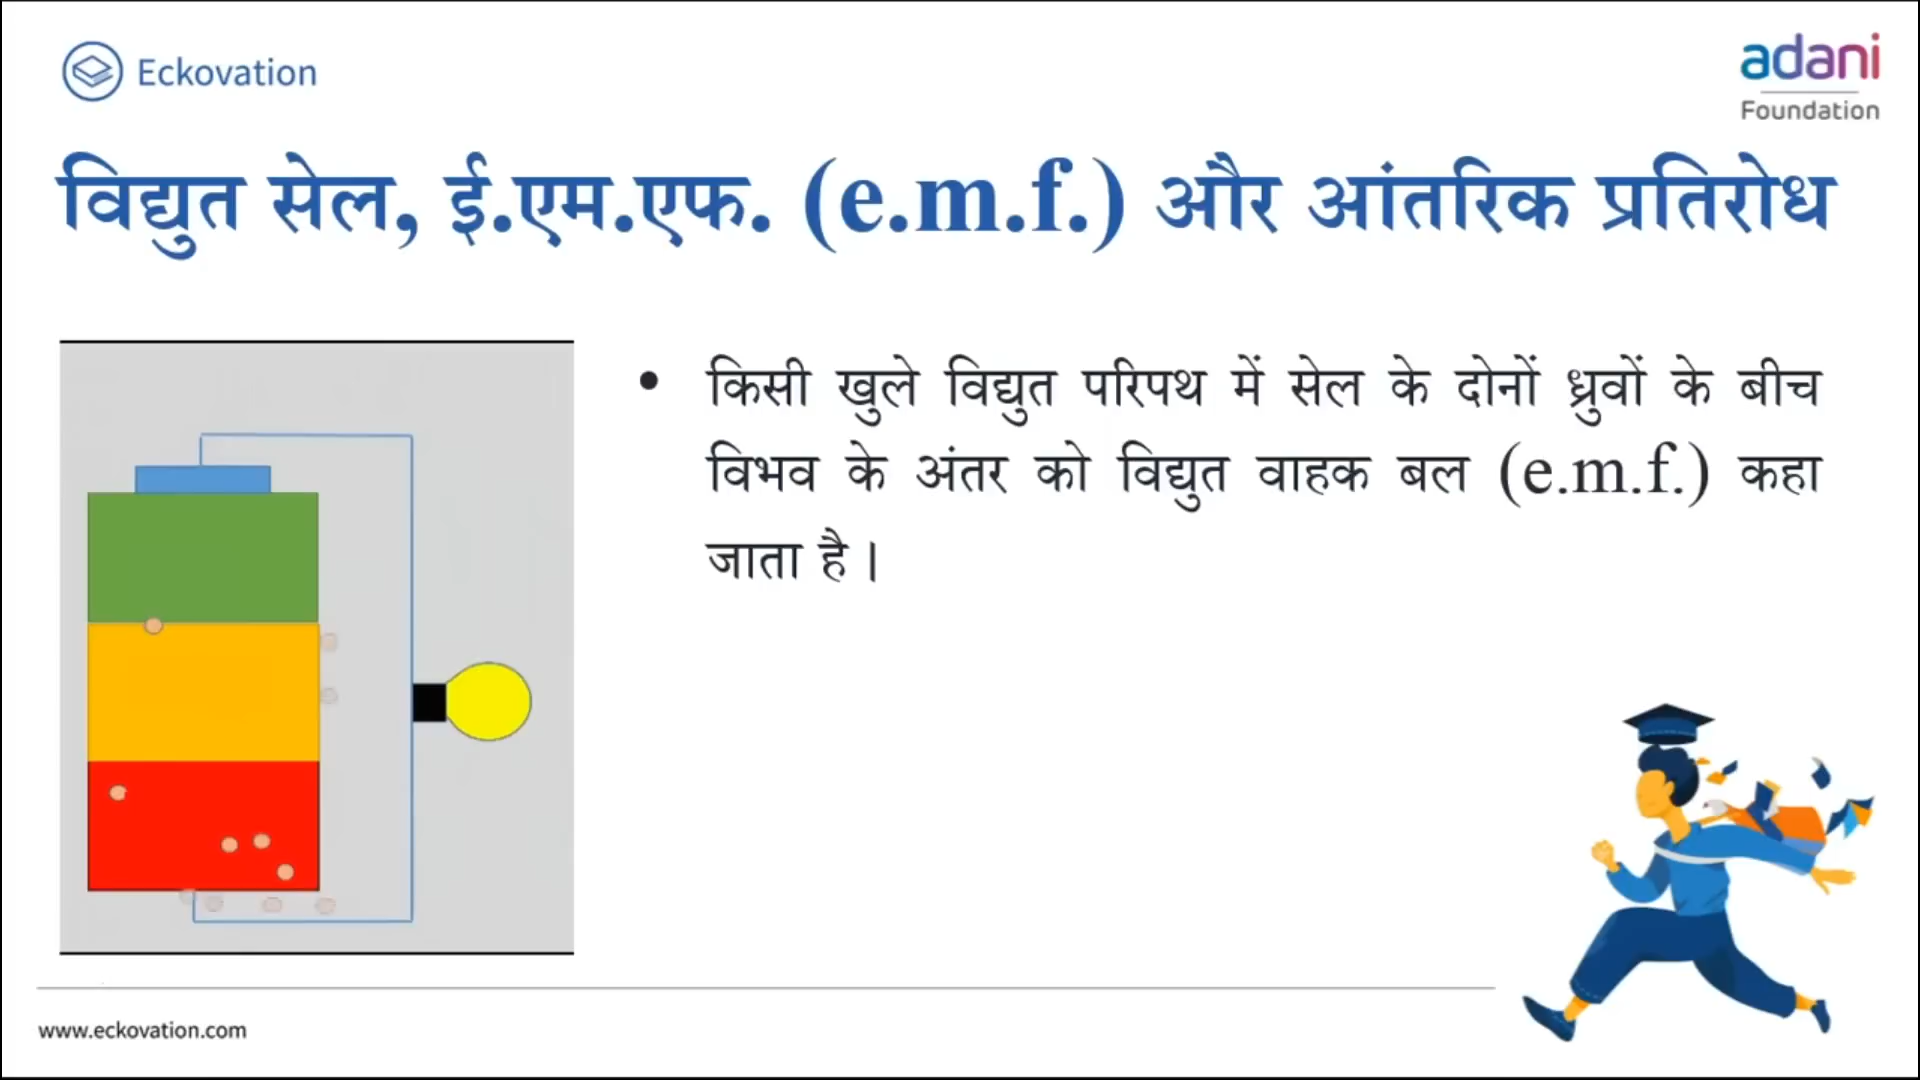 Eckovation
adani
Foundation
विद्युत सेल, ई.एम.एफ. (e.m.f.) और आंतरिक प्रतिरोध
• किसी खुले विद्युत परिपथ में सेल के दोनों ध्रुवों के बीच
विभव के अंतर को विद्युत वाहक बल (e.m.f.) कहा
जाता है ।
www.eckovation.com